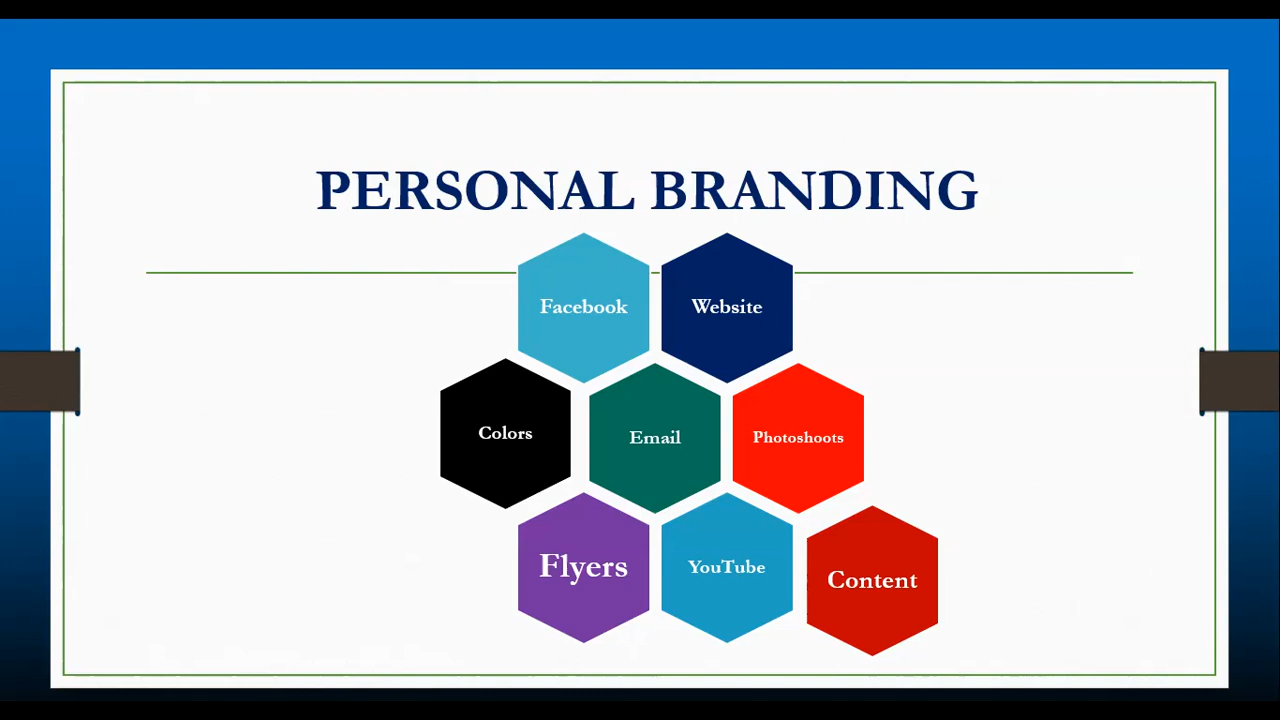 PERSONAL BRANDING
Facebook
Website
Colors
Email
Photoshoots
Flyers
YouTube
Content